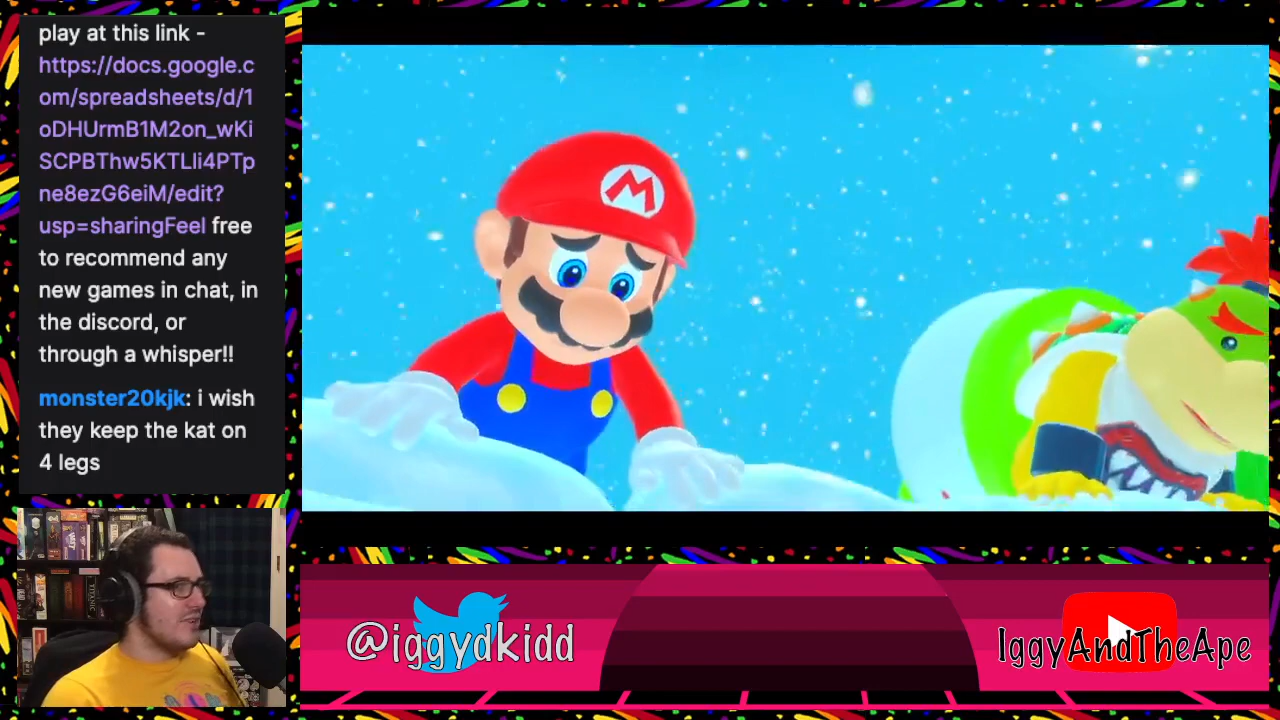 play at this link -
https://docs.google.c
om/spreadsheets/d/1
oDHUrmB1M2on_wKi
SCPBThw5KTLli4PTp
ne8ezG6eiM/edit?
usp=sharingFeel free
to recommend any
new games in chat, in
the discord, or
through a whisper!!
monster20kjk: i wish
they keep the kat on
4 legs
M
@iggydkidd
IggyAndTheApe